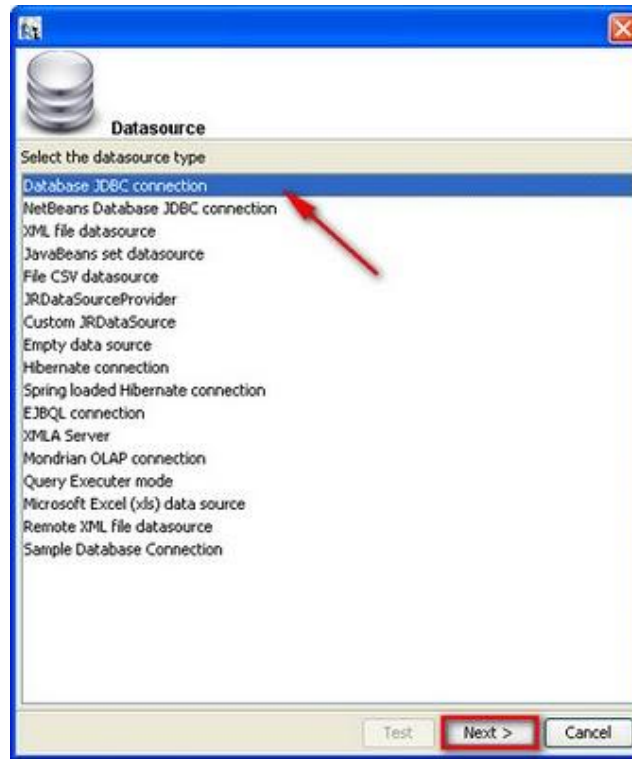 Datasource
Select the datasource type
Database JDBC connection
NetBeans Database JDBC connection
XML file datasource
JavaBeans set datasource
File CSV datasource
JRDataSourceProvider
Custom JRDataSource
Empty data source
Hibernate connection
Spring loaded Hibernate connection
EJBQL connection
XMLA Server
Mondrian OLAP connection
Query Executer mode
Microsoft Excel (xls) data source
Remote XML file datasource
Sample Database Connection
Test Next > Cancel